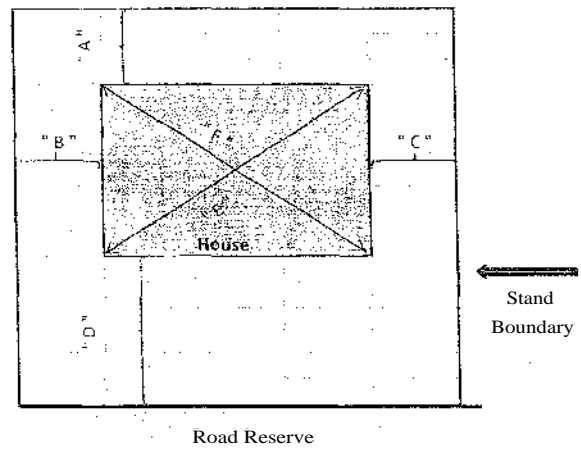 "A"
"B"
"C"
"F"
House
"D"
Stand
Boundary
Road Reserve